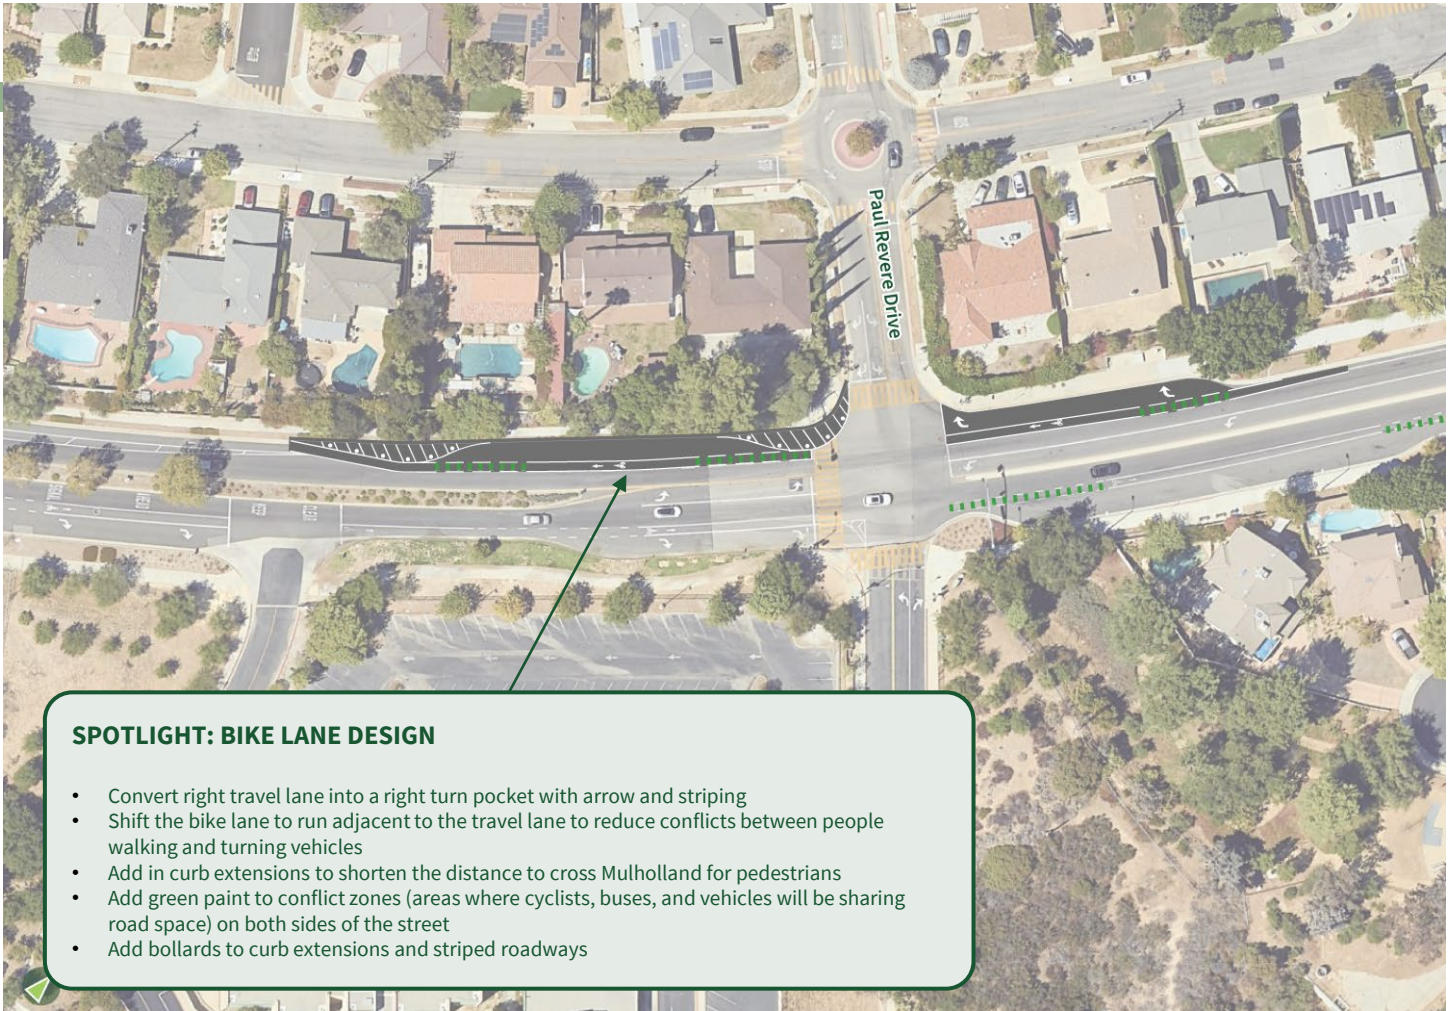 Paul Revere Drive
SPOTLIGHT: BIKE LANE DESIGN
• Convert right travel lane into a right turn pocket with arrow and striping
• Shift the bike lane to run adjacent to the travel lane to reduce conflicts between people
walking and turning vehicles
• Add in curb extensions to shorten the distance to cross Mulholland for pedestrians
• Add green paint to conflict zones (areas where cyclists, buses, and vehicles will be sharing
road space) on both sides of the street
• Add bollards to curb extensions and striped roadways